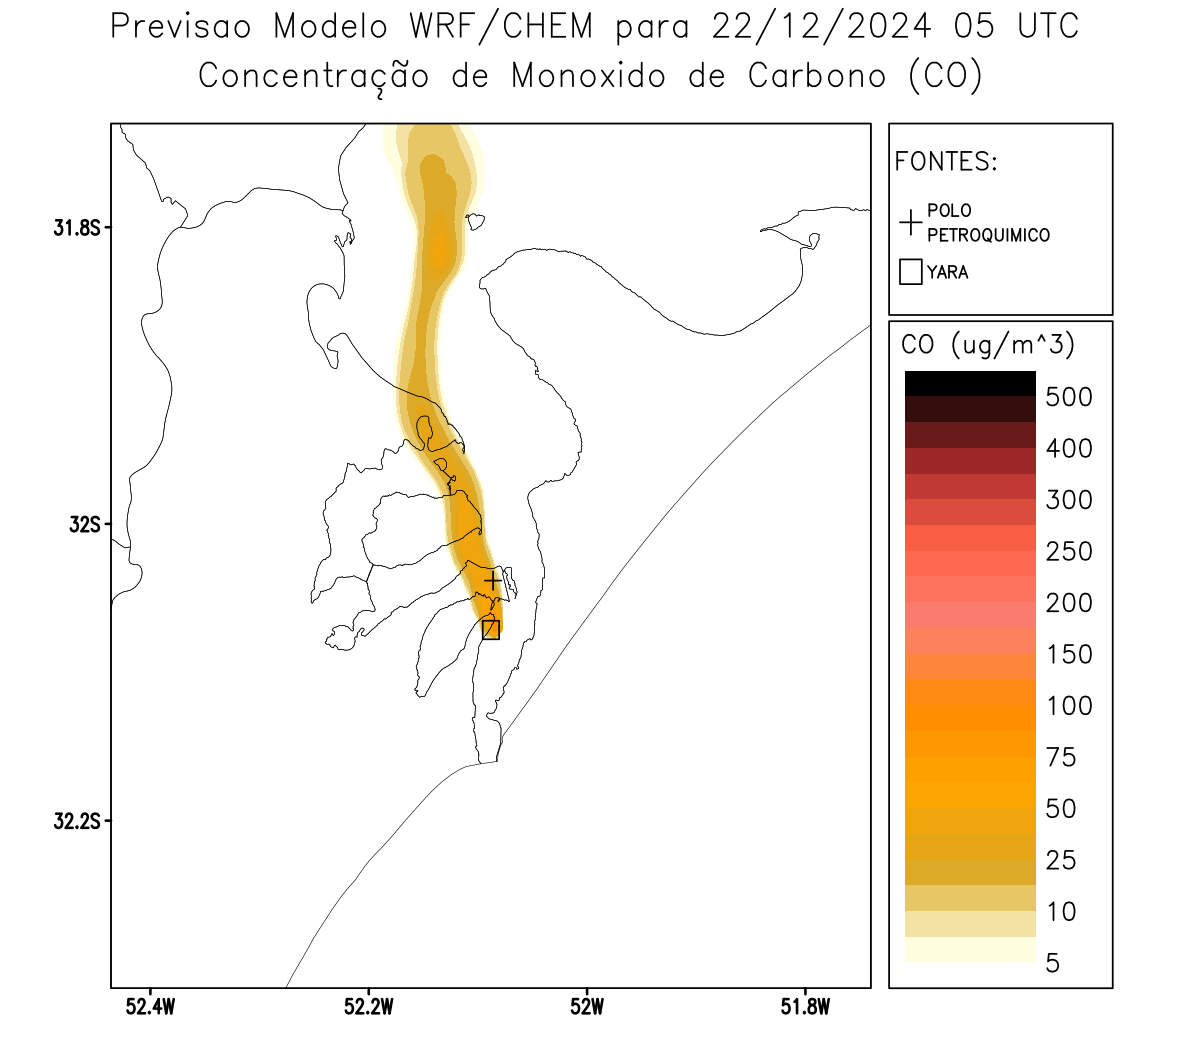 Previsao Modelo WRF/CHEM para 22/12/2024 05 UTC
Concentração de Monoxido de Carbono (CO)
FONTES:
POLO
PETROQUIMICO
YARA
CO (ug/m^3)
500
400
300
250
200
150
100
75
50
25
10
5
31.8S
32S
32.2S
52.4W
52.2W
52W
51.8W